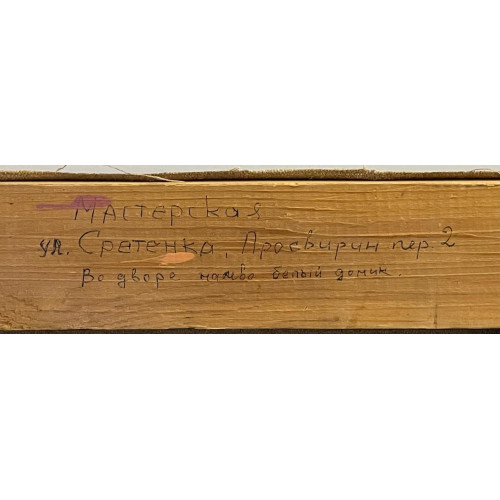 Мастерская
ул. Сретенка, Просвирин пер. 2
Во дворе налево белый домик.